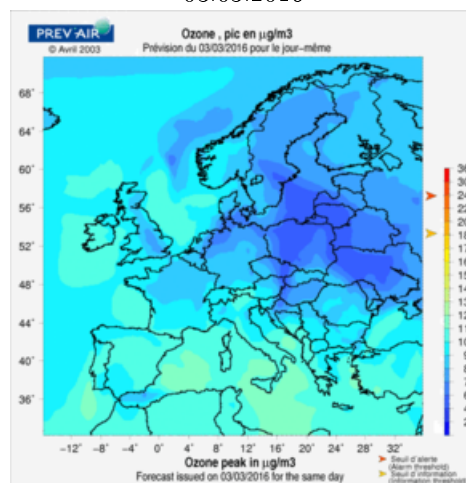 03.03.2016
PREV'AIR
© Avril 2003
Ozone , pic en µg/m3
Prévision du 03/03/2016 pour le jour-même
68°
64°
60°
56°
52°
48°
44°
40°
36°
-12° -8° -4° 0° 4° 8° 12° 16° 20° 24° 28° 32°
Ozone peak in µg/m3
Forecast issued on 03/03/2016 for the same day
Seuil d'alerte
(Alarm threshold)
Seuil d'information
(Information threshold)